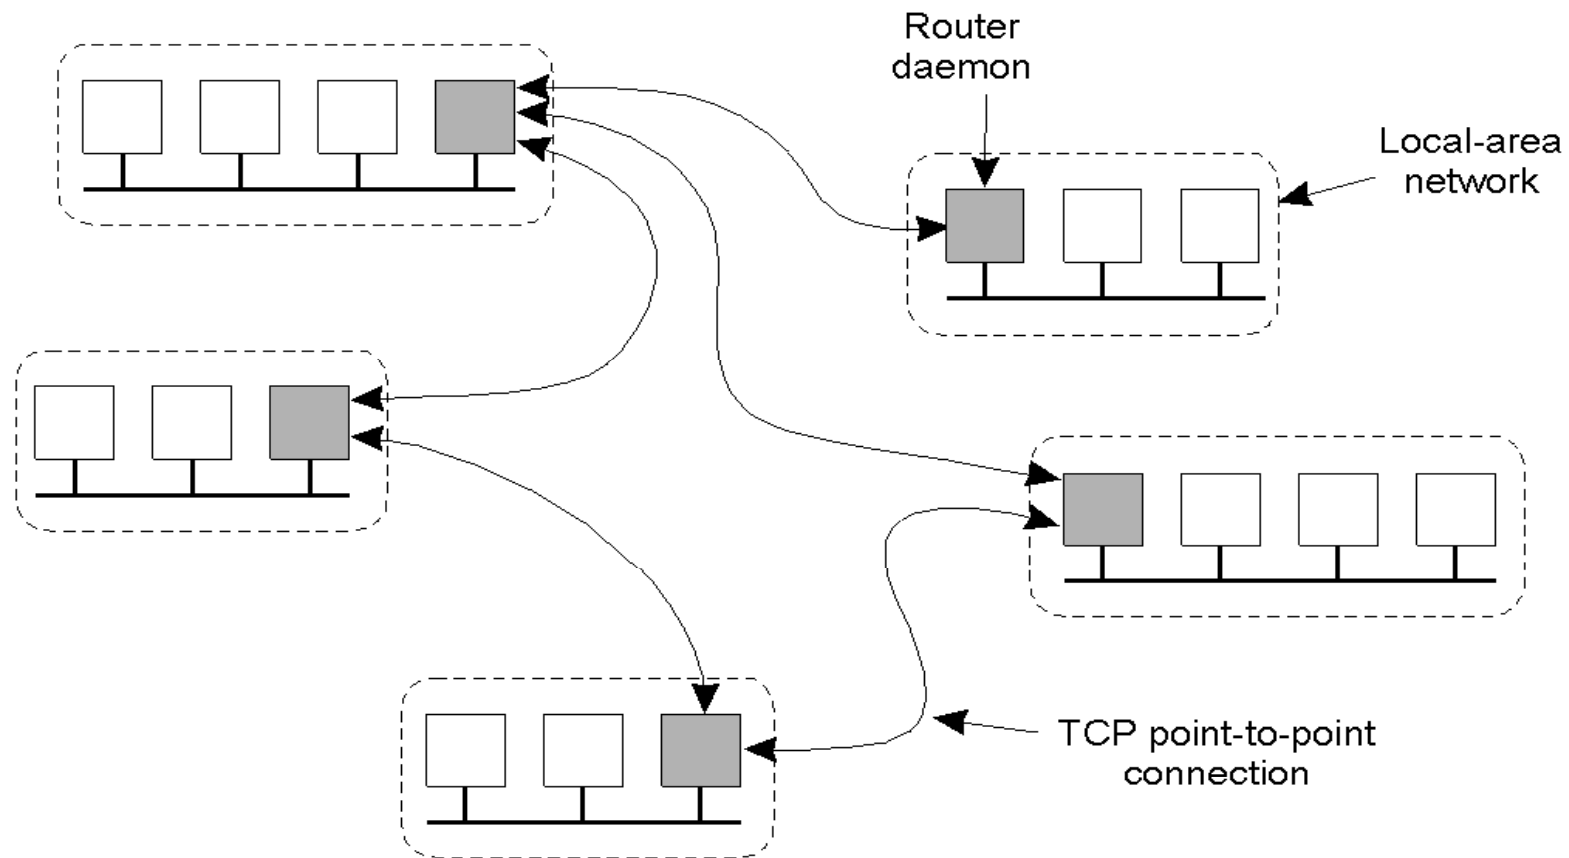 Router
daemon
Local-area
network
TCP point-to-point
connection